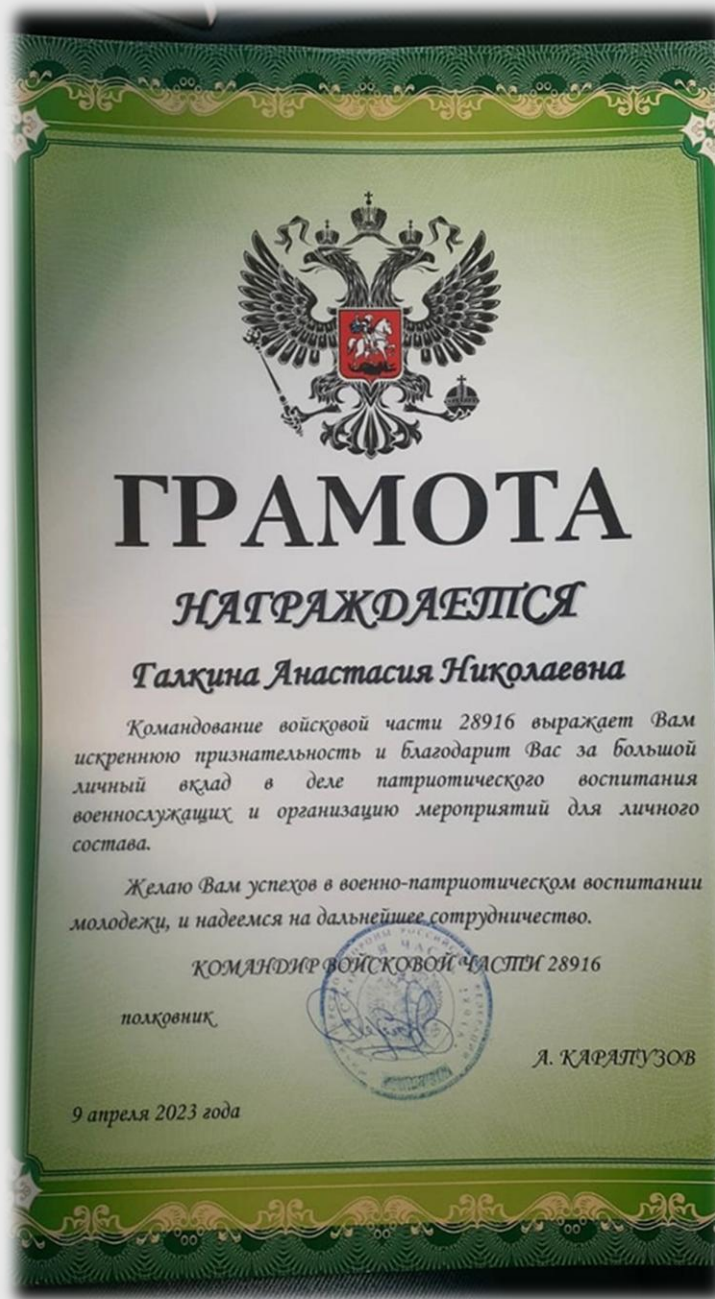 ГРАМОТА
НАГРАЖДАЕТСЯ
Галкина Анастасия Николаевна
Командование войсковой части 28916 выражает Вам
искреннюю признательность и благодарит Вас за большой
личный вклад в деле патриотического воспитания
военнослужащих и организацию мероприятий для личного
состава.
Желаю Вам успехов в военно-патриотическом воспитании
молодежи, и надеемся на дальнейшее сотрудничество.
КОМАНДИР ВОЙСКОВОЙ ЧАСТИ 28916
полковник
А. КАРАПУЗОВ
9 апреля 2023 года